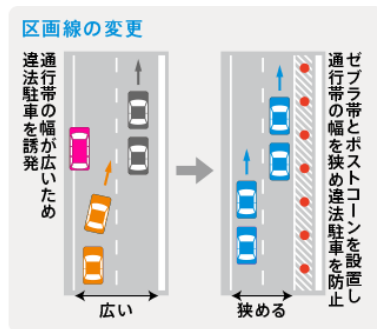 区画線の変更
通行帯の幅が広いため
違法駐車を誘発
ゼブラ帯とポストコーンを設置し
通行帯の幅を狭め違法駐車を防止
広い
狭める